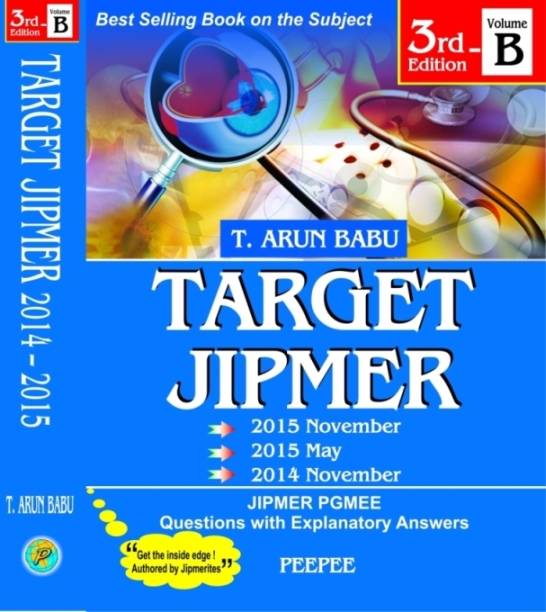 3rd
Edition
Volume
B
TARGET JIPMER 2014 – 2015
T. ARUN BABU
P
Best Selling Book on the Subject
3rd
Edition
Volume
B
T. ARUN BABU
TARGET
JIPMER
2015 November
2015 May
2014 November
JIPMER PGMEE
Questions with Explanatory Answers
“Get the inside edge !
Authored by Jipmerites”
PEEPEE